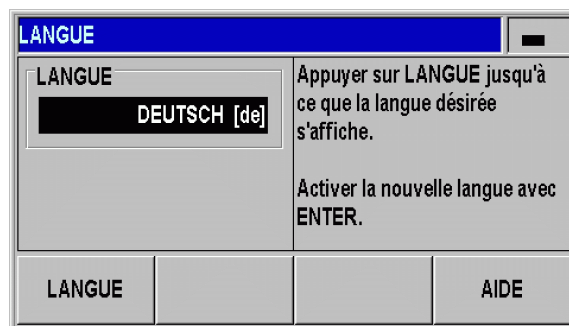 LANGUE
LANGUE
DEUTSCH [de]
Appuyer sur LANGUE jusqu'à
ce que la langue désirée
s'affiche.
Activer la nouvelle langue avec
ENTER.
LANGUE
AIDE